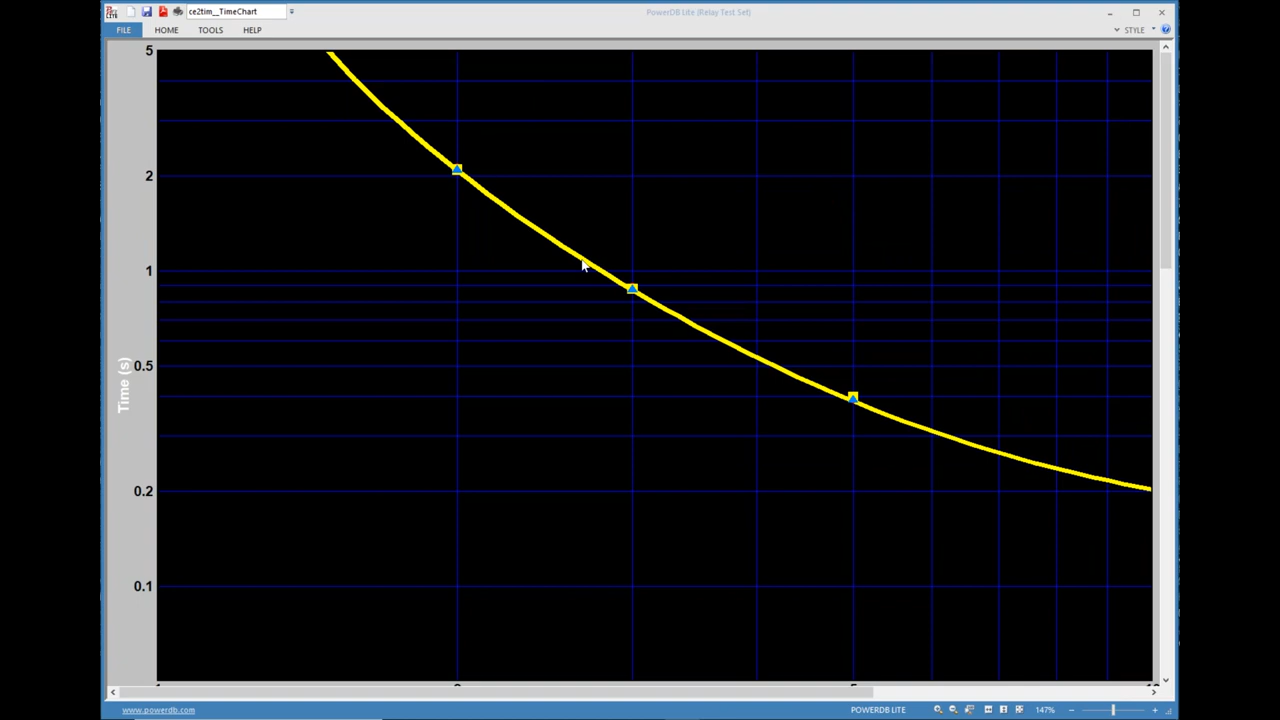 ce2tim__TimeChart
PowerDB Lite (Relay Test Set)
FILE HOME TOOLS HELP
STYLE
5
2
1
0.5
0.2
0.1
Time (s)
www.powerdb.com
POWERDB LITE
147%